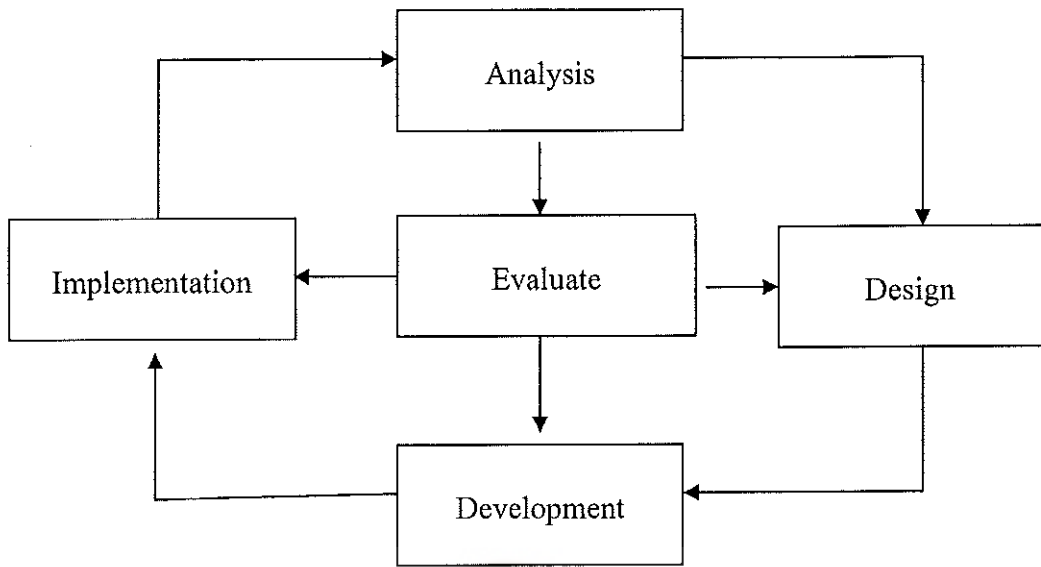 Analysis
Implementation
Evaluate
Design
Development